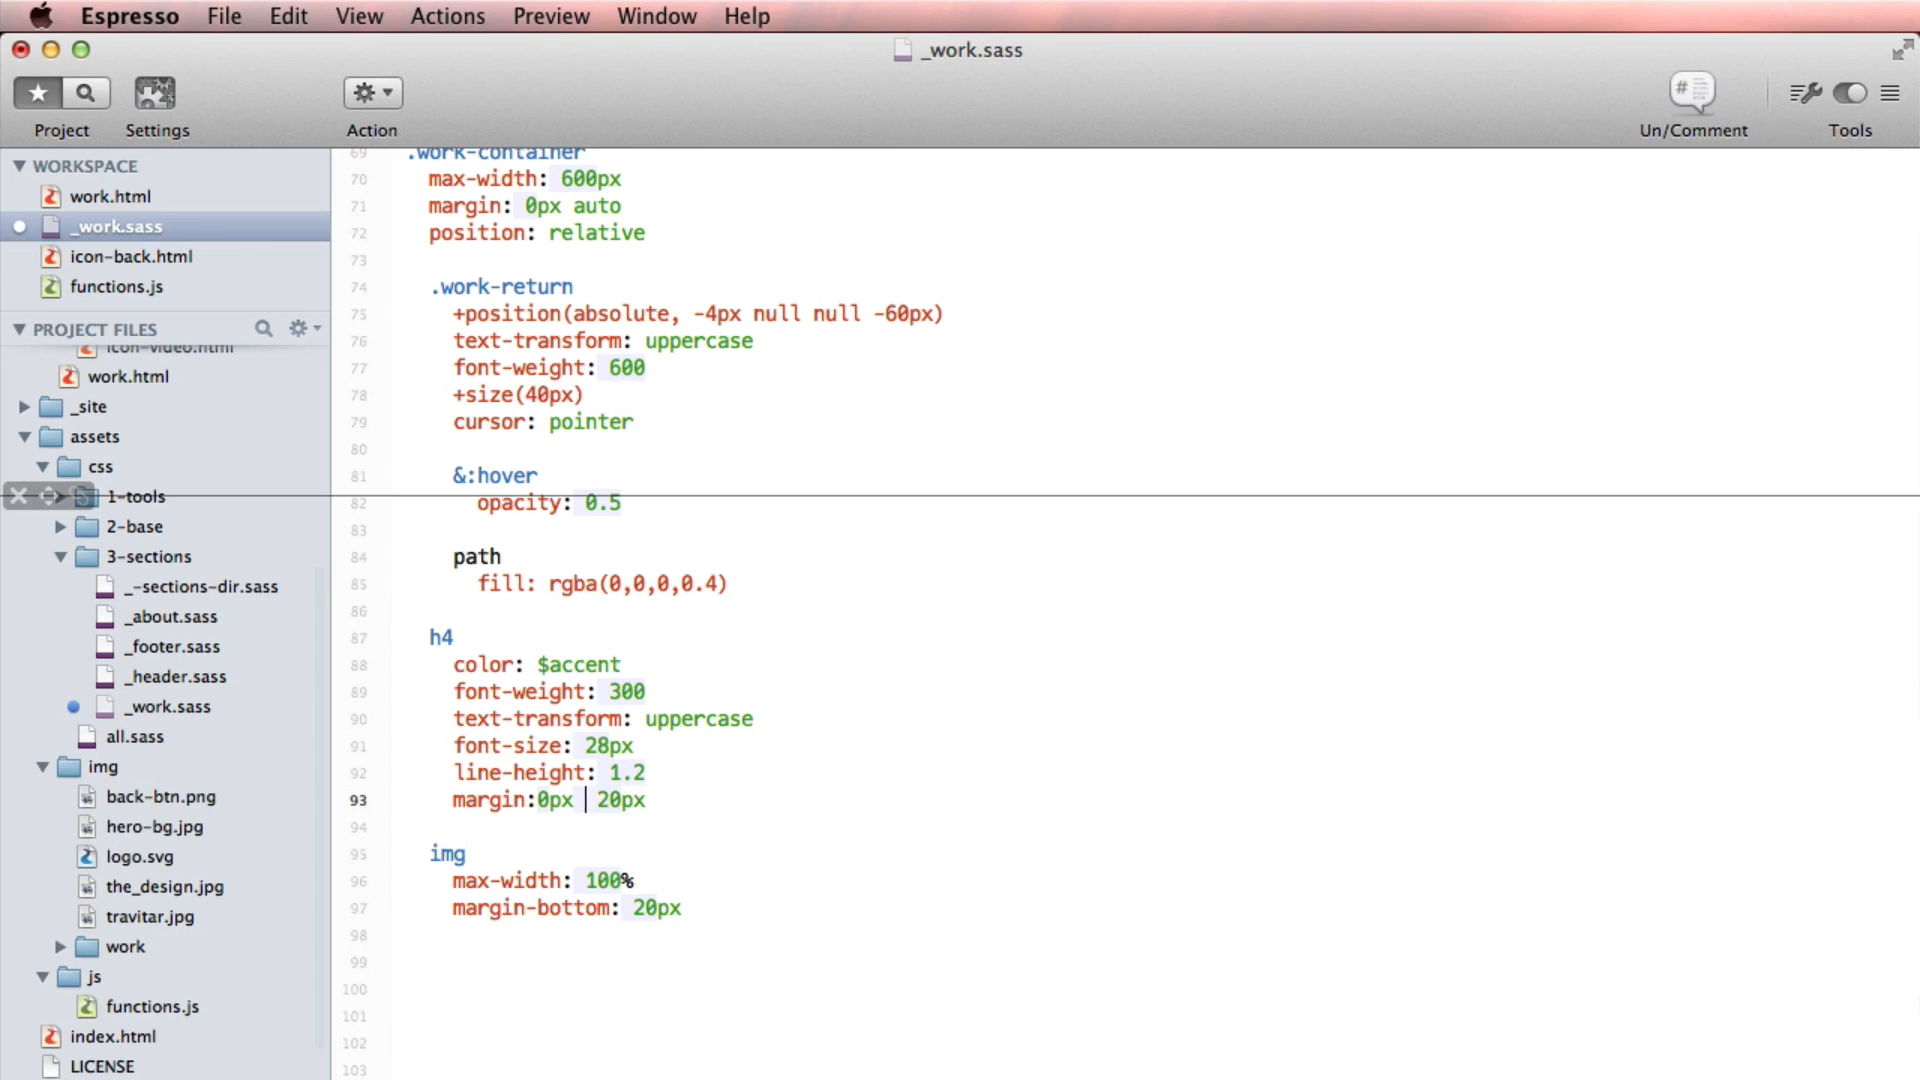 Espresso File Edit View Actions Preview Window Help
_work.sass
Project Settings Action Un/Comment Tools
WORKSPACE
work.html
_work.sass
icon-back.html
functions.js
PROJECT FILES
icon-video.html
work.html
_site
assets
css
1-tools
2-base
3-sections
_-sections-dir.sass
_about.sass
_footer.sass
_header.sass
_work.sass
all.sass
img
back-btn.png
hero-bg.jpg
logo.svg
the_design.jpg
travitar.jpg
work
js
functions.js
index.html
LICENSE
69 .work-container
70 max-width: 600px
71 margin: 0px auto
72 position: relative
73
74 .work-return
75 +position(absolute, -4px null null -60px)
76 text-transform: uppercase
77 font-weight: 600
78 +size(40px)
79 cursor: pointer
80
81 &:hover
82 opacity: 0.5
83
84 path
85 fill: rgba(0,0,0,0.4)
86
87 h4
88 color: $accent
89 font-weight: 300
90 text-transform: uppercase
91 font-size: 28px
92 line-height: 1.2
93 margin:0px 20px
94
95 img
96 max-width: 100%
97 margin-bottom: 20px
98
99
100
101
102
103